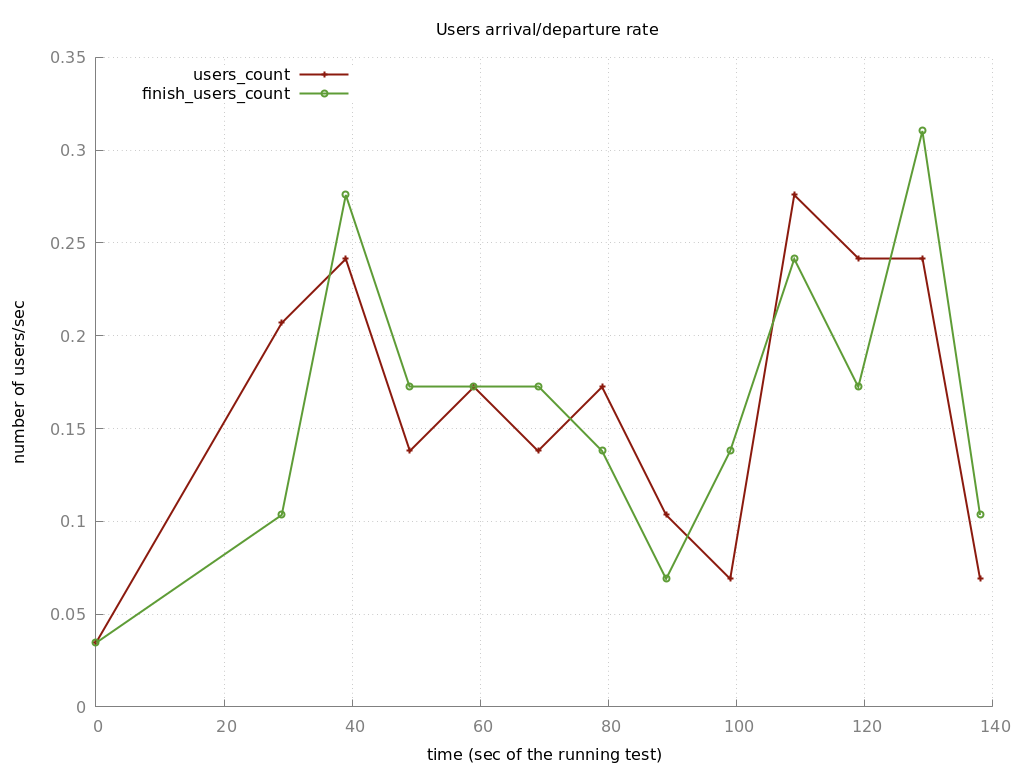 Users arrival/departure rate
users_count
finish_users_count
0.35
0.3
0.25
0.2
0.15
0.1
0.05
0
number of users/sec
0 20 40 60 80 100 120 140
time (sec of the running test)